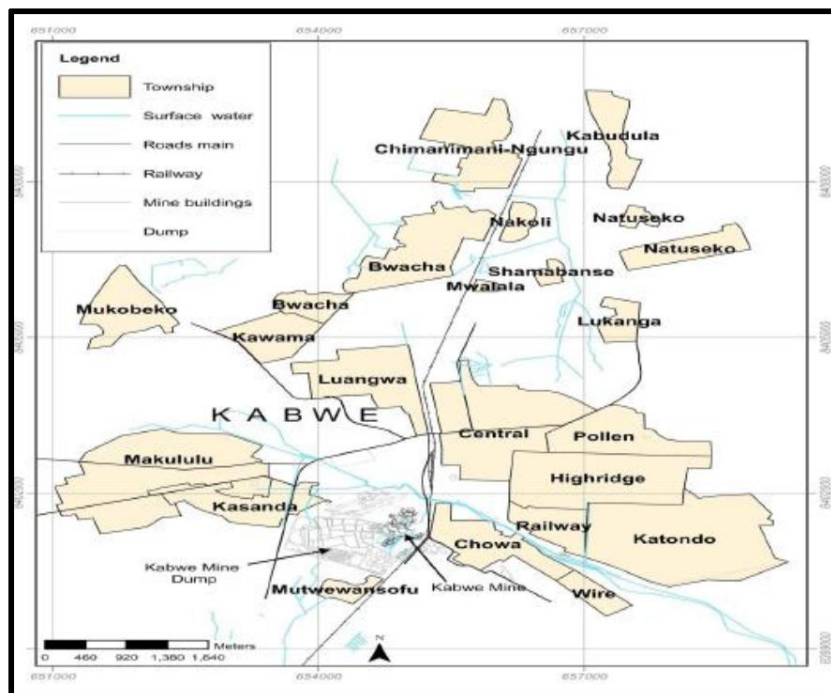 651000 654000 657000
Legend
Township
Surface water
Roads main
Railway
Mine buildings
Dump
Kabudula
Chimanimani-Ngungu
Nakoli
Natuseko
Natuseko
Bwacha
Shamabanse
Mwalala
Mukobeko
Bwacha
Lukanga
Kawama
Luangwa
KABWE
Central
Pollen
Makululu
Highridge
Kasanda
Railway
Katondo
Chowa
Kabwe Mine
Dump
Kabwe Mine
Mutwewansofu
Wire
N
Meters
0 460 920 1,380 1,840
651000 654000 657000